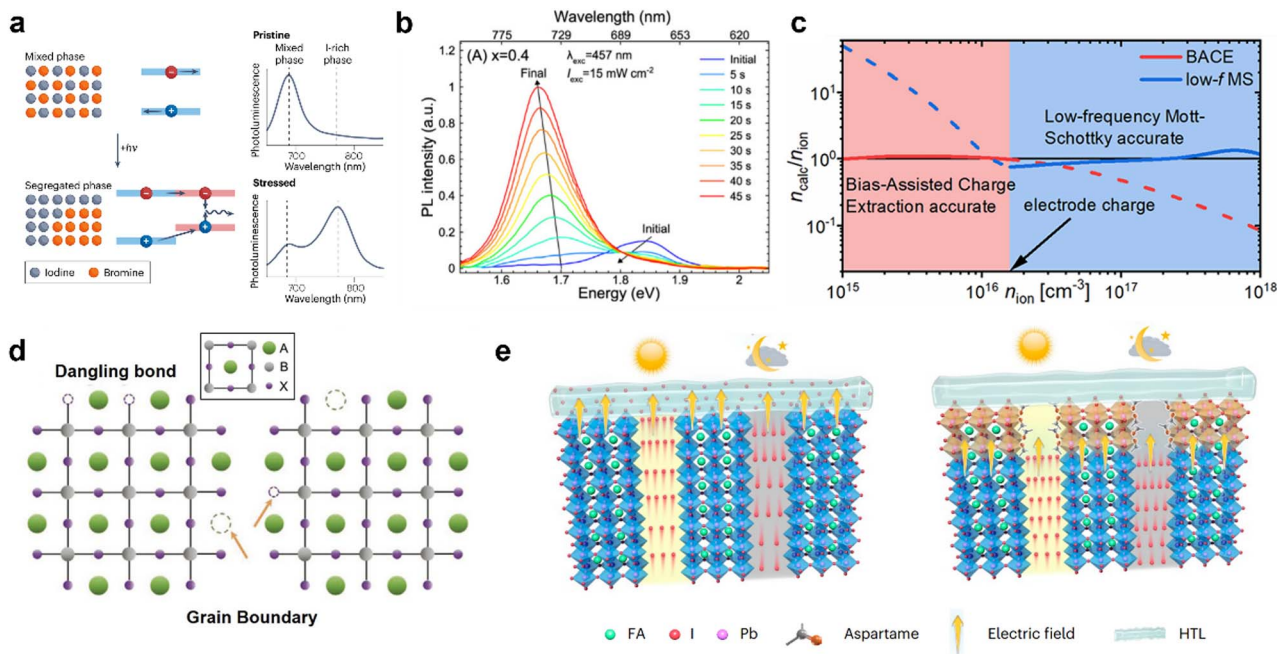 a
Mixed phase
+hν
Segregated phase
Iodine
Bromine
Pristine
Mixed
phase
I-rich
phase
Photoluminescence
700
800
Wavelength (nm)
Stressed
Photoluminescence
700
800
Wavelength (nm)
b
Wavelength (nm)
775
729
689
653
620
(A) x=0.4
λexc=457 nm
Iexc=15 mW cm-2
Final
Initial
PL intensity (a.u.)
1.2
1
0.8
0.6
0.4
0.2
0
1.6
1.7
1.8
1.9
2
Energy (eV)
Initial
5 s
10 s
15 s
20 s
25 s
30 s
35 s
40 s
45 s
c
BACE
low-f MS
Low-frequency Mott-
Schottky accurate
Bias-Assisted Charge
Extraction accurate
electrode charge
ncalc/nion
10^1
10^0
10^-1
10^15
10^16
nion [cm-3]
10^17
10^18
d
Dangling bond
A
B
X
Grain Boundary
e
FA
I
Pb
Aspartame
Electric field
HTL